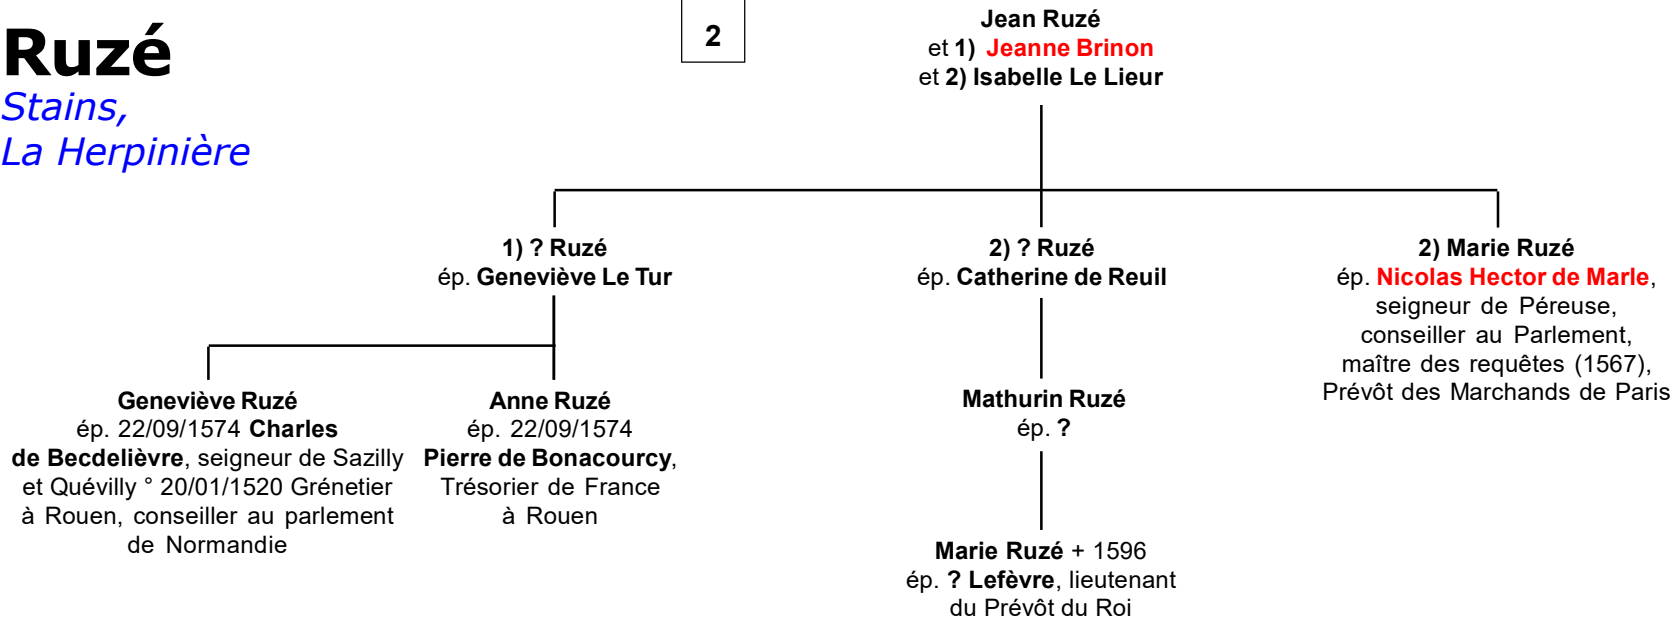 Ruzé
Stains,
La Herpinière
2
Jean Ruzé
et 1) Jeanne Brinon
et 2) Isabelle Le Lieur
1) ? Ruzé
ép. Geneviève Le Tur
2) ? Ruzé
ép. Catherine de Reuil
2) Marie Ruzé
ép. Nicolas Hector de Marle,
seigneur de Péreuse,
conseiller au Parlement,
maître des requêtes (1567),
Prévôt des Marchands de Paris
Geneviève Ruzé
ép. 22/09/1574 Charles
de Becdelièvre, seigneur de Sazilly
et Quévilly ° 20/01/1520 Grénetier
à Rouen, conseiller au parlement
de Normandie
Anne Ruzé
ép. 22/09/1574
Pierre de Bonacourcy,
Trésorier de France
à Rouen
Mathurin Ruzé
ép. ?
Marie Ruzé + 1596
ép. ? Lefèvre, lieutenant
du Prévôt du Roi